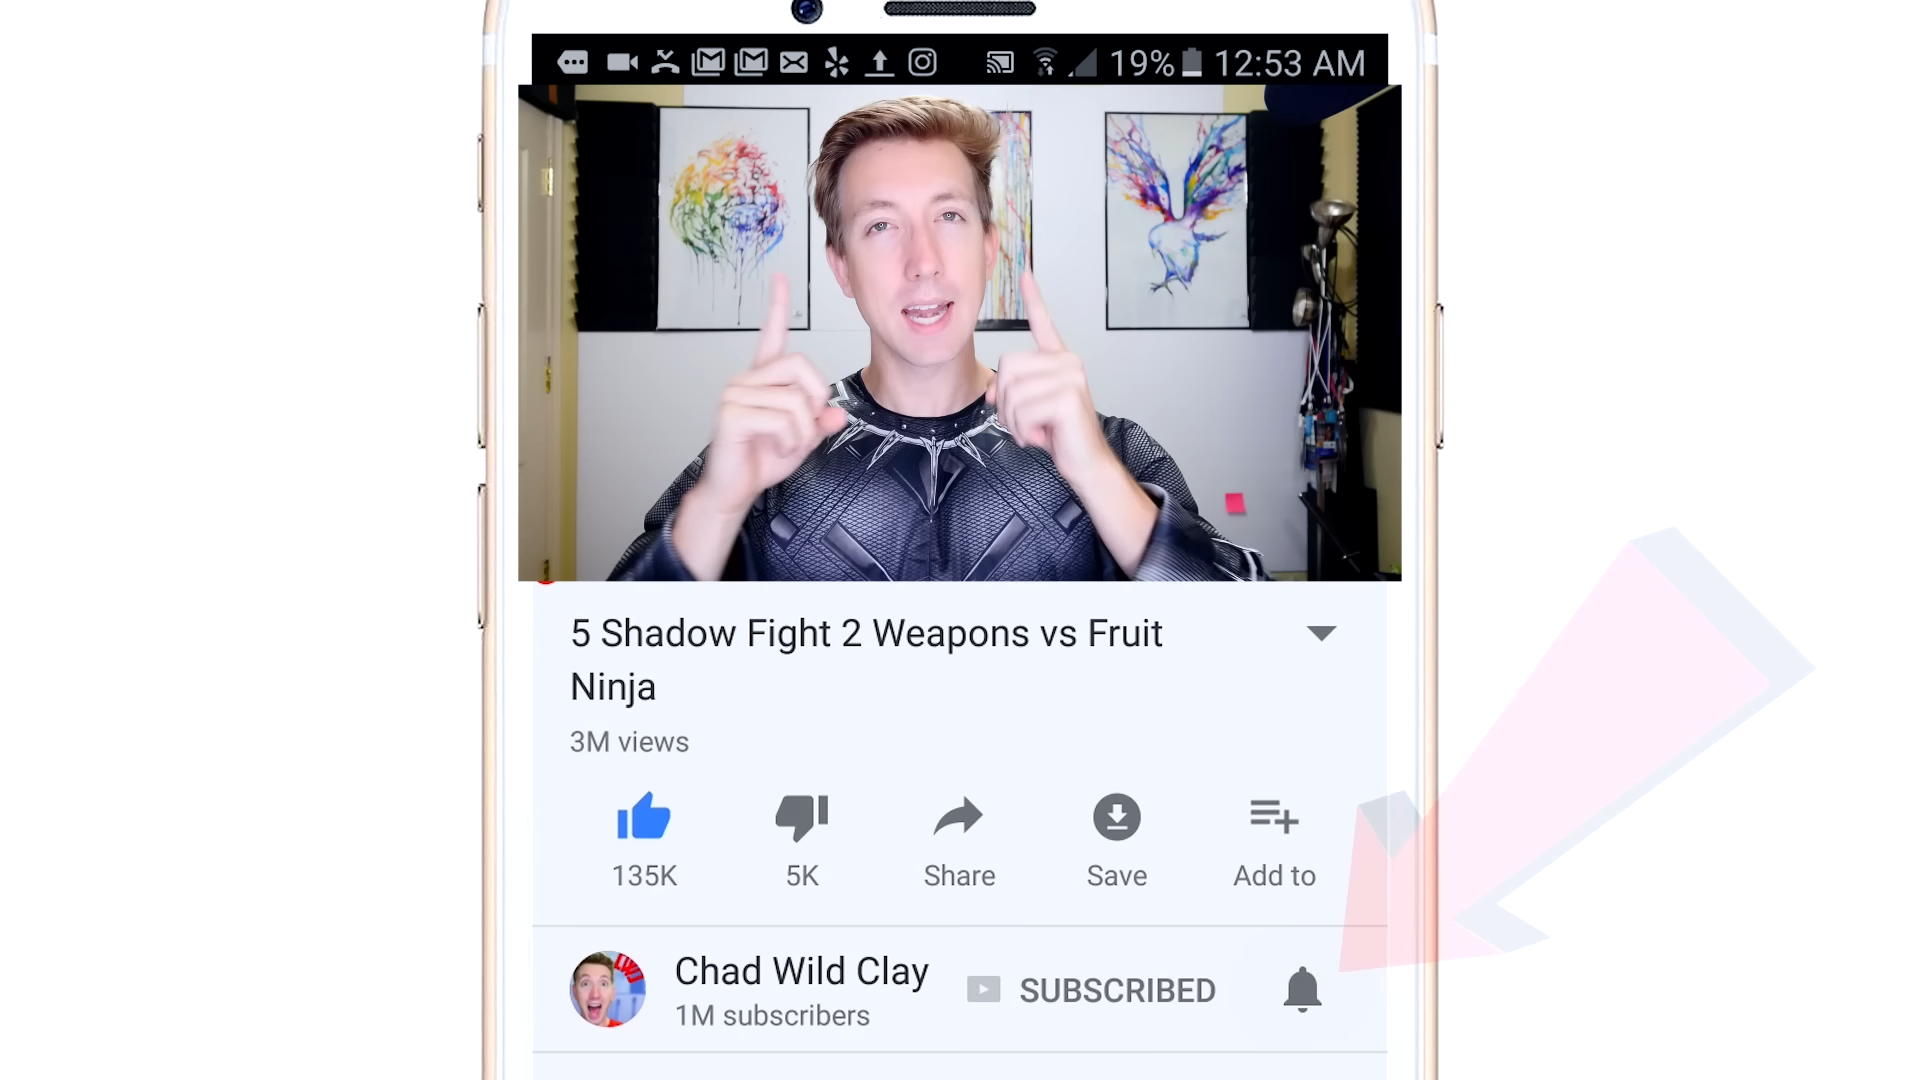 19% 12:53 AM
5 Shadow Fight 2 Weapons vs Fruit
Ninja
3M views
135K
5K
Share
Save
Add to
Chad Wild Clay
SUBSCRIBED
1M subscribers